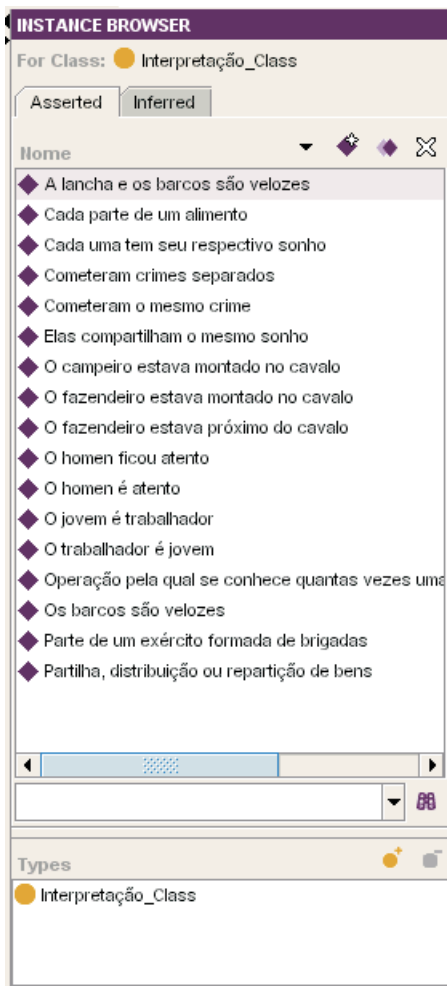 INSTANCE BROWSER
For Class: Interpretação_Class
Asserted Inferred
Nome
A lancha e os barcos são velozes
Cada parte de um alimento
Cada uma tem seu respectivo sonho
Cometeram crimes separados
Cometeram o mesmo crime
Elas compartilham o mesmo sonho
O campeiro estava montado no cavalo
O fazendeiro estava montado no cavalo
O fazendeiro estava próximo do cavalo
O homen ficou atento
O homen é atento
O jovem é trabalhador
O trabalhador é jovem
Operação pela qual se conhece quantas vezes uma
Os barcos são velozes
Parte de um exército formada de brigadas
Partilha, distribuição ou repartição de bens
Types
Interpretação_Class